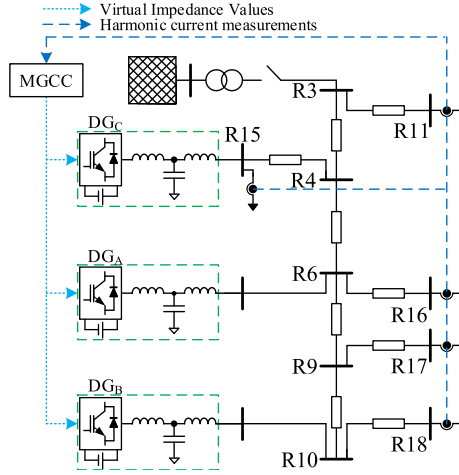 Virtual Impedance Values
Harmonic current measurements
MGCC
R3
R11
DGC
R15
R4
DGA
R6
R16
R17
R9
DGB
R18
R10